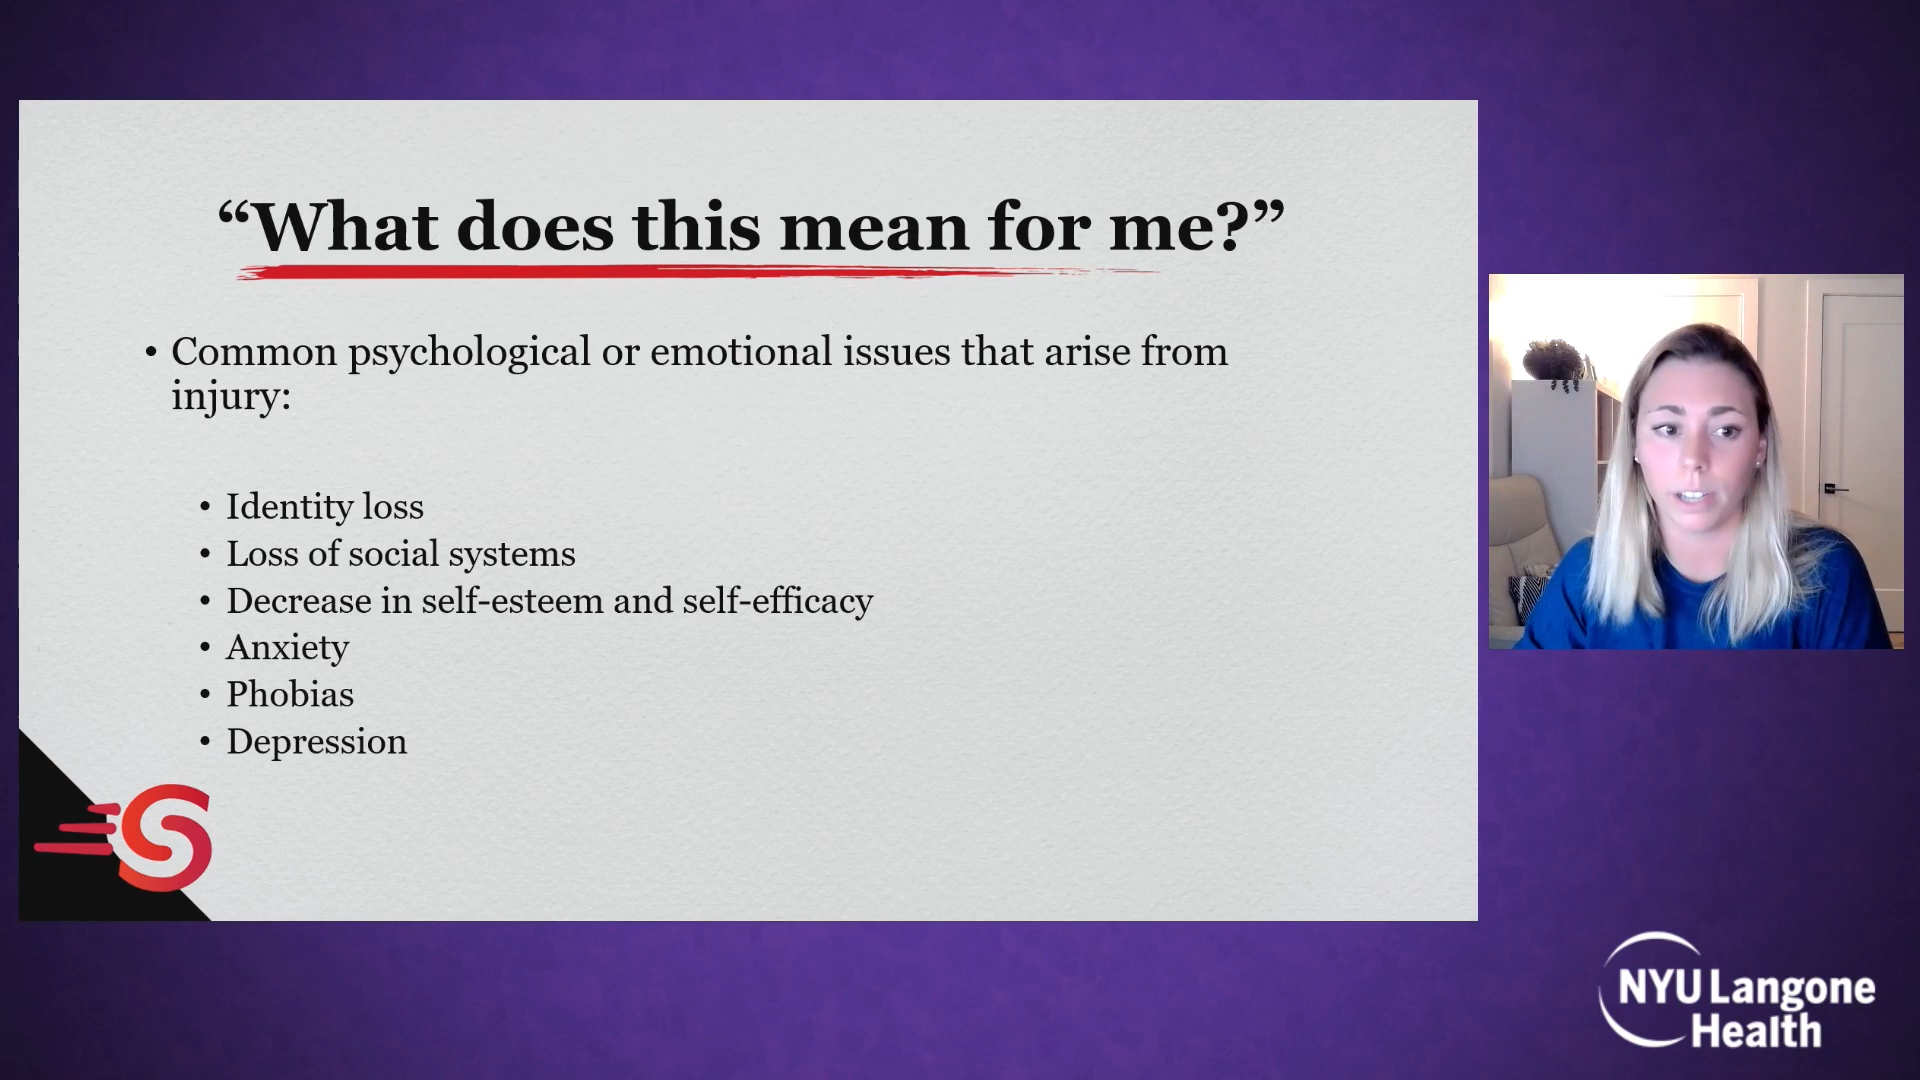 “What does this mean for me?”
• Common psychological or emotional issues that arise from
injury:
• Identity loss
• Loss of social systems
• Decrease in self-esteem and self-efficacy
• Anxiety
• Phobias
• Depression
S
NYU Langone
Health